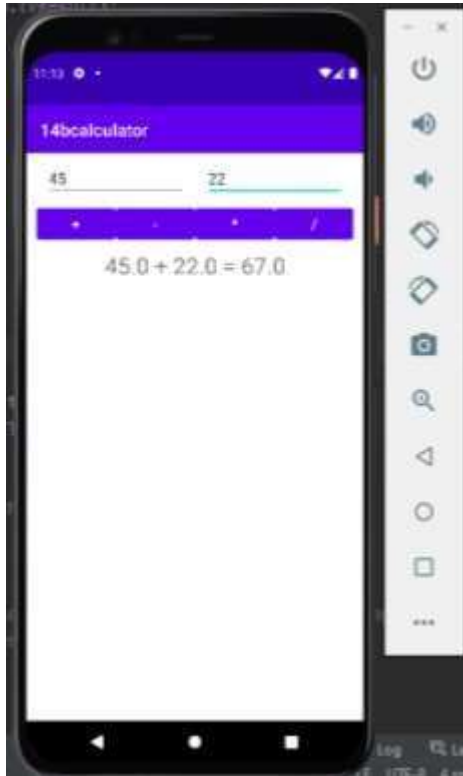 11:13
14bcalculator
45 22
+ - * /
45.0 + 22.0 = 67.0
Log